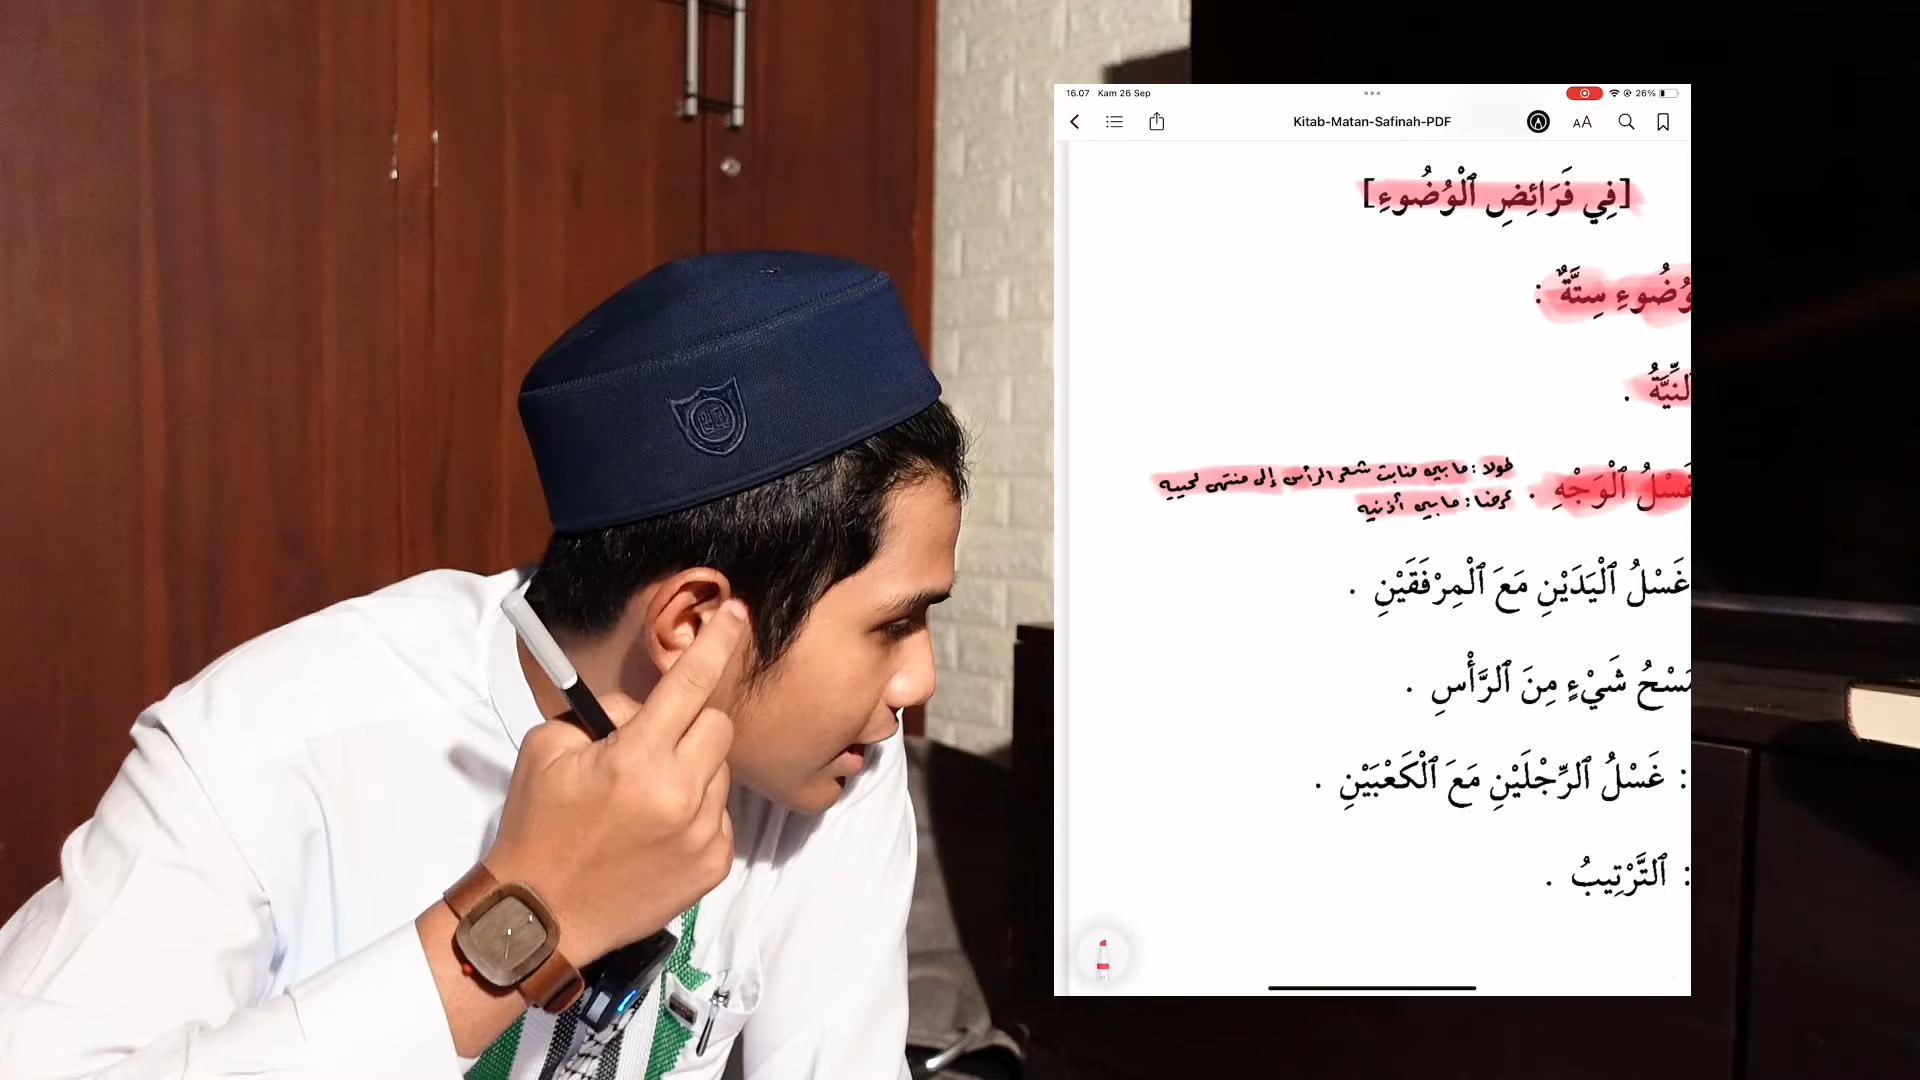 16.07 Kam 26 Sep
26%
Kitab-Matan-Safinah-PDF
AA
[فِي فَرَائِضِ ٱلْوُضُوءِ]
وُضُوءِ سِتَّةٌ :
لنِّيَّةُ .
غَسْلُ ٱلْوَجْهِ .
طولا : ما بين منابت شعر الرأس إلى منتهى لحييه
عرضا : ما بين أذنيه
غَسْلُ ٱلْيَدَيْنِ مَعَ ٱلْمِرْفَقَيْنِ .
مَسْحُ شَيْءٍ مِنَ ٱلرَّأْسِ .
: غَسْلُ ٱلرِّجْلَيْنِ مَعَ ٱلْكَعْبَيْنِ .
: ٱلتَّرْتِيبُ .